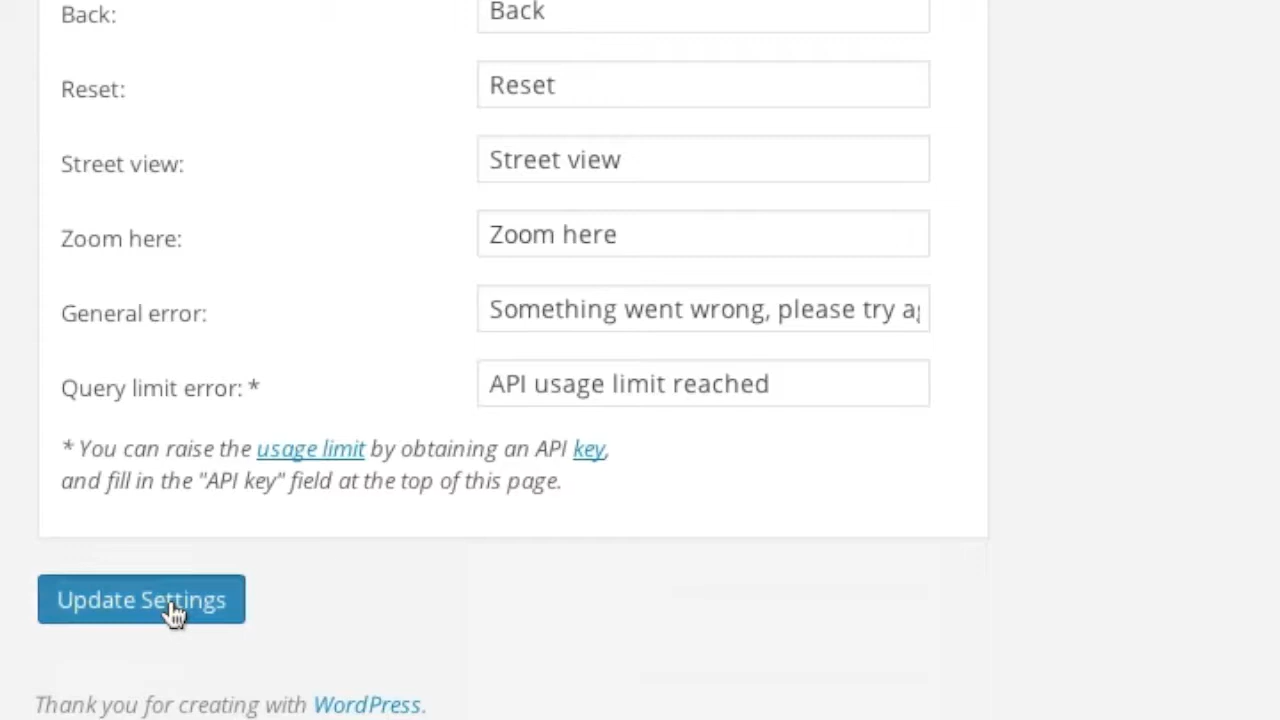 Back: Back
Reset: Reset
Street view: Street view
Zoom here: Zoom here
General error: Something went wrong, please try
Query limit error: * API usage limit reached
* You can raise the usage limit by obtaining an API key,
and fill in the "API key" field at the top of this page.
Update Settings
Thank you for creating with WordPress.